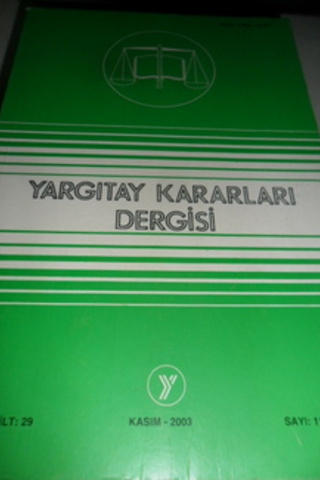 YARGITAY KARARLARI
DERGİSİ
İLT: 29 KASIM - 2003 SAYI: 1